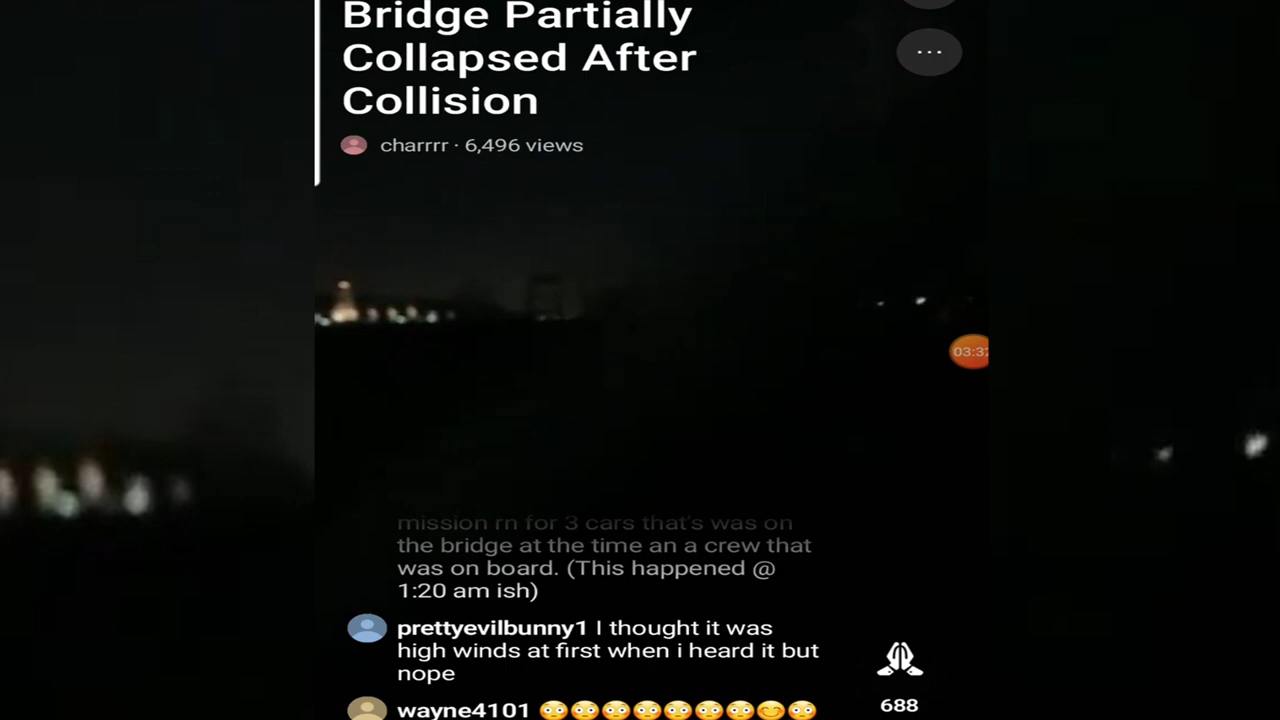 Bridge Partially
Collapsed After
Collision
charrrr · 6,496 views
03:32
mission rn for 3 cars that's was on
the bridge at the time an a crew that
was on board. (This happened @
1:20 am ish)
prettyevilbunny1 I thought it was
high winds at first when i heard it but
nope
688
wayne4101 😳😳😳😳😳😳😳😊😳